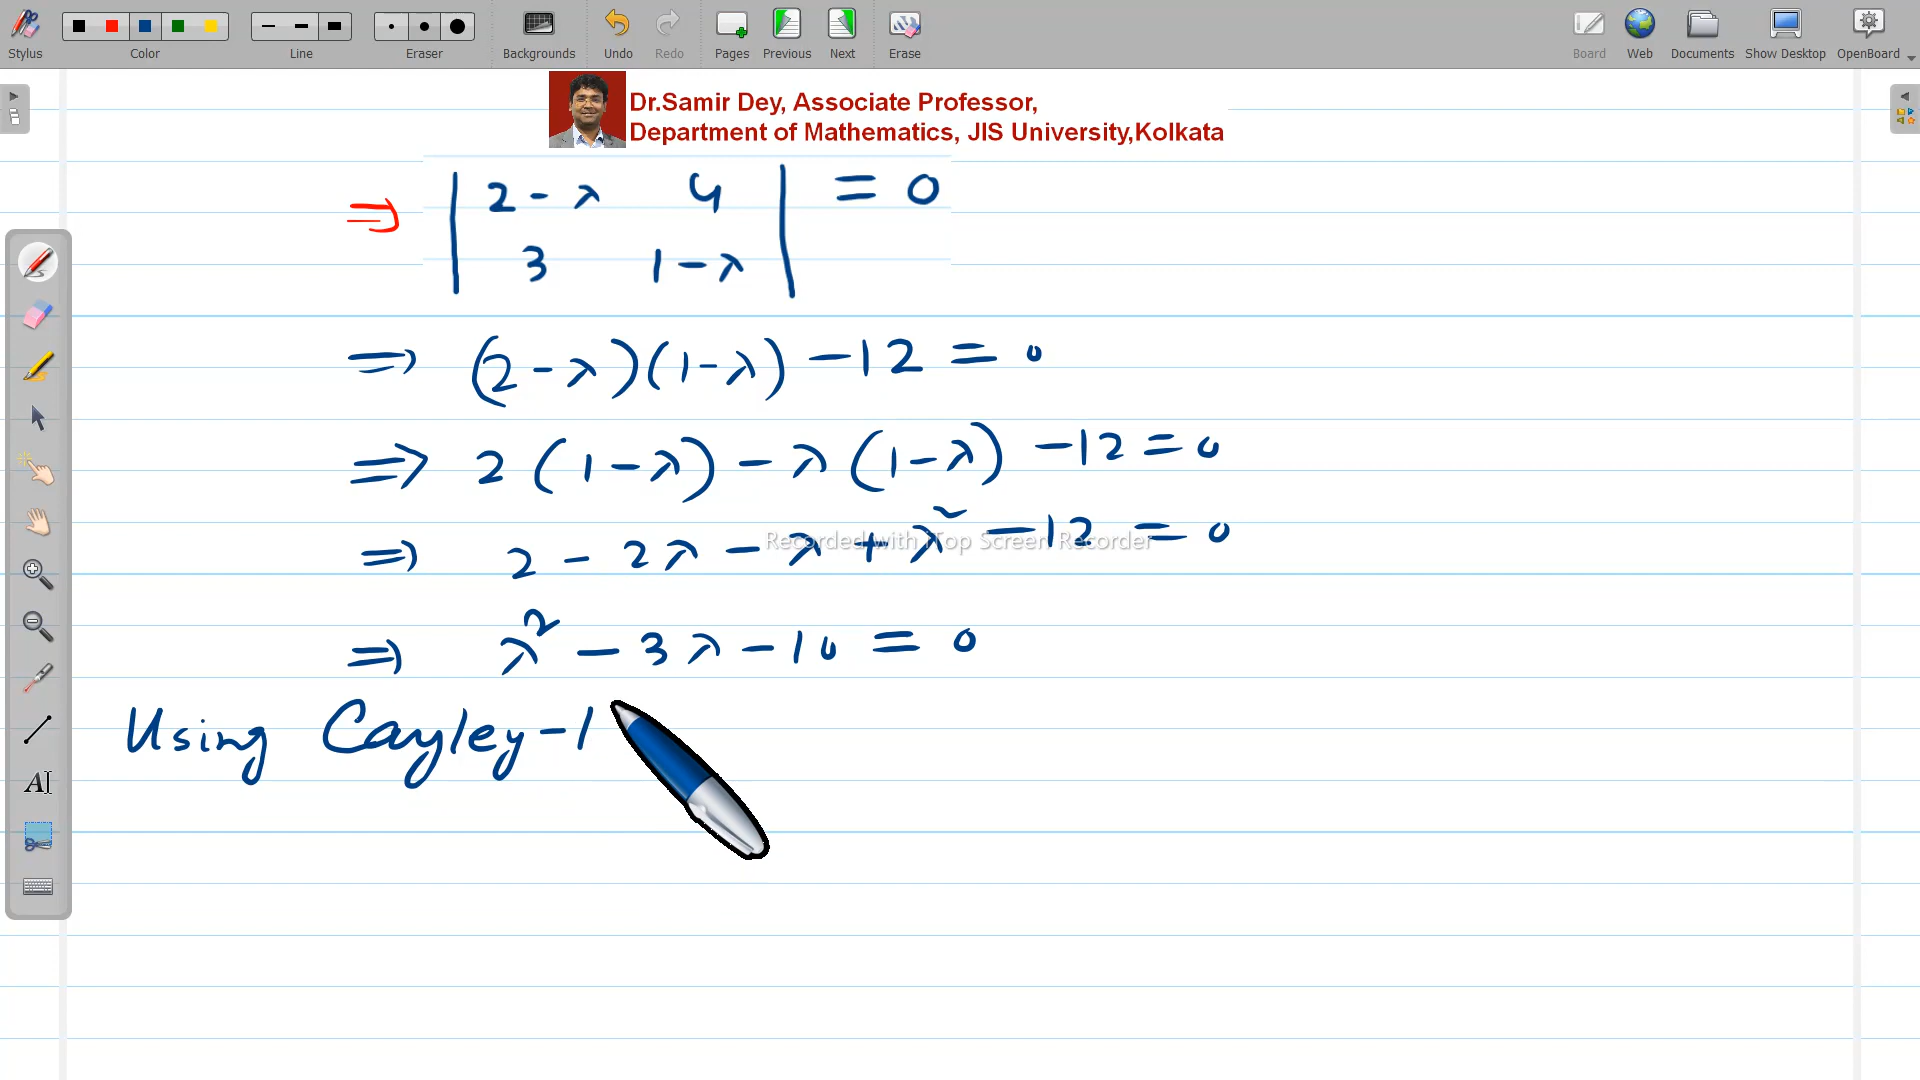 Stylus Color Line Eraser Backgrounds Undo Redo Pages Previous Next Erase Board Web Documents Show Desktop OpenBoard
Dr.Samir Dey, Associate Professor,
Department of Mathematics, JIS University,Kolkata
⇒ | 2 - λ 4 | = 0
| 3 1 - λ |
⇒ (2 - λ)(1 - λ) - 12 = 0
⇒ 2 (1 - λ) - λ (1 - λ) - 12 = 0
⇒ 2 - 2λ - λ + λ² - 12 = 0
Recorded with iTop Screen Recorder
⇒ λ² - 3λ - 10 = 0
Using Cayley-1
AI